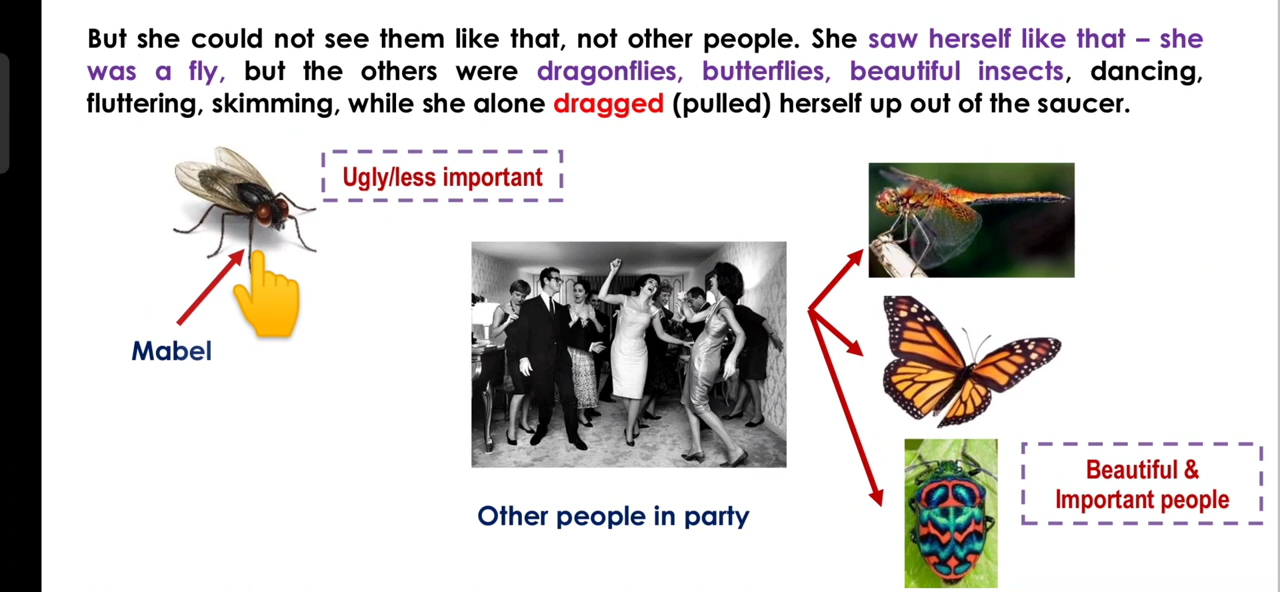 But she could not see them like that, not other people. She saw herself like that – she
was a fly, but the others were dragonflies, butterflies, beautiful insects, dancing,
fluttering, skimming, while she alone dragged (pulled) herself up out of the saucer.
Ugly/less important
Mabel
Other people in party
Beautiful &
Important people